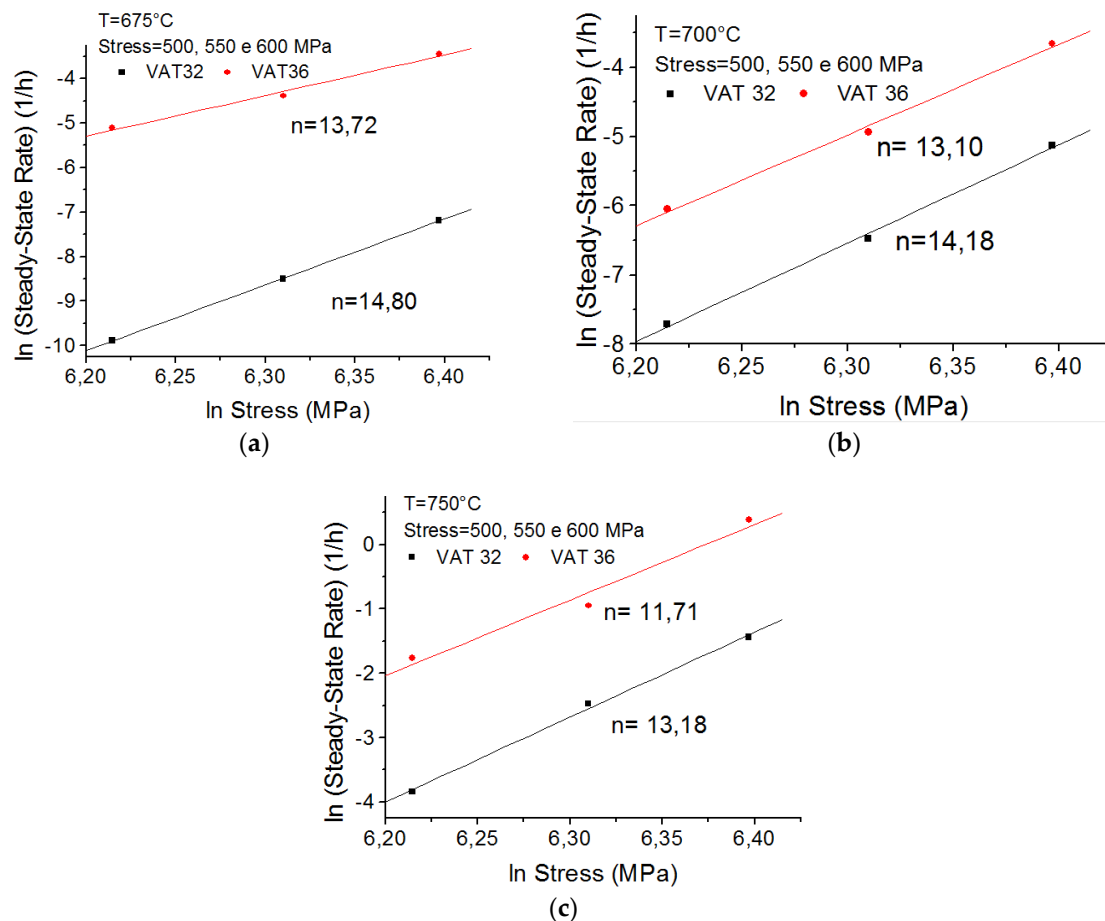 T=675°C
Stress=500, 550 e 600 MPa
VAT32 VAT36
-4
-5
-6
-7
-8
-9
-10
n=13,72
n=14,80
6,20 6,25 6,30 6,35 6,40
ln (Steady-State Rate) (1/h)
ln Stress (MPa)
(a)
T=700°C
Stress=500, 550 e 600 MPa
VAT 32 VAT 36
-4
-5
-6
-7
-8
n= 13,10
n=14,18
6,20 6,25 6,30 6,35 6,40
ln (Steady-State Rate) (1/h)
ln Stress (MPa)
(b)
T=750°C
Stress=500, 550 e 600 MPa
VAT 32 VAT 36
0
-1
-2
-3
-4
n= 11,71
n= 13,18
6,20 6,25 6,30 6,35 6,40
ln (Steady-State Rate) (1/h)
ln Stress (MPa)
(c)